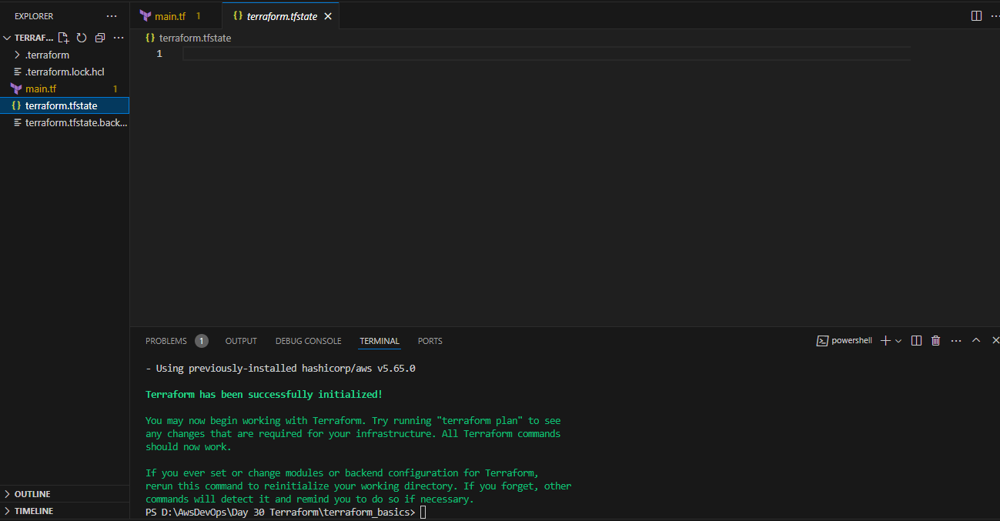 EXPLORER
TERRAF...
.terraform
.terraform.lock.hcl
main.tf 1
{} terraform.tfstate
terraform.tfstate.back...
OUTLINE
TIMELINE
main.tf 1
{} terraform.tfstate
{} terraform.tfstate
1
PROBLEMS 1 OUTPUT DEBUG CONSOLE TERMINAL PORTS
powershell
- Using previously-installed hashicorp/aws v5.65.0
Terraform has been successfully initialized!
You may now begin working with Terraform. Try running "terraform plan" to see
any changes that are required for your infrastructure. All Terraform commands
should now work.
If you ever set or change modules or backend configuration for Terraform,
rerun this command to reinitialize your working directory. If you forget, other
commands will detect it and remind you to do so if necessary.
PS D:\AwsDevOps\Day 30 Terraform\terraform_basics>